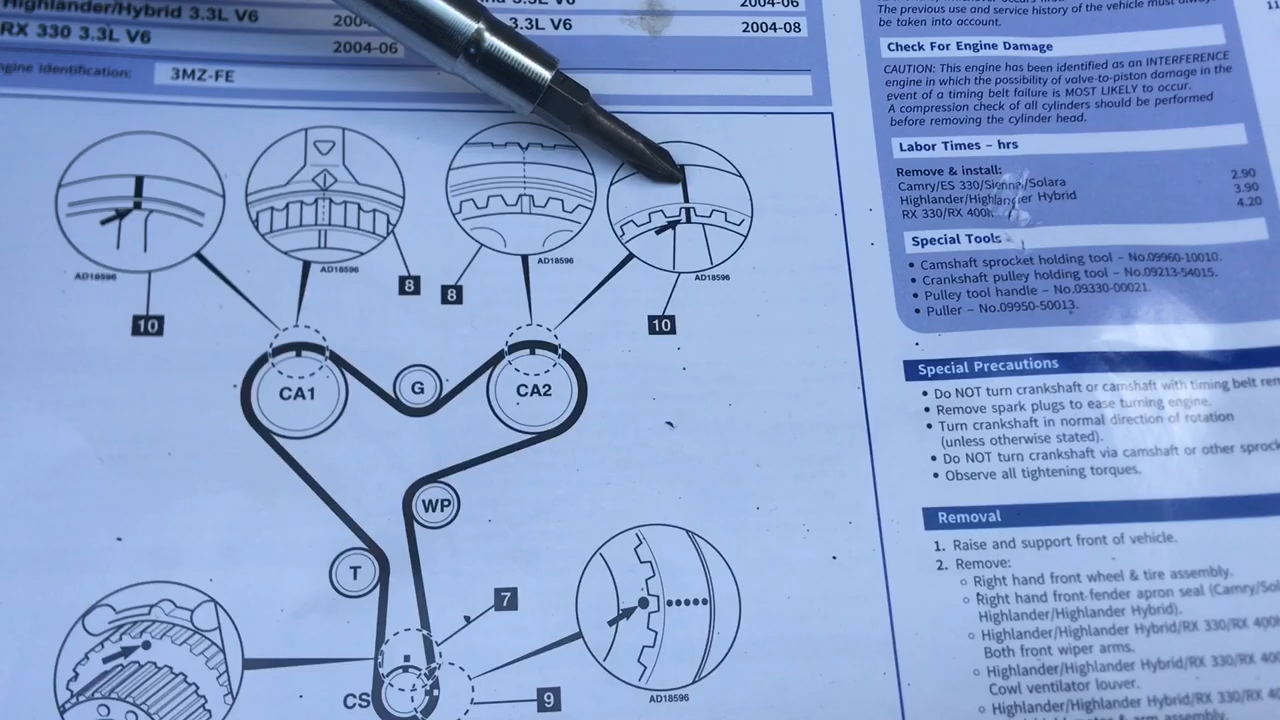 Highlander/Hybrid 3.3L V6
2004-06
RX 330 3.3L V6
3.3L V6
2004-08
2004-06
Engine Identification:
3MZ-FE
AD18596
AD18596
AD18596
AD18596
8
8
10
10
CA1
G
CA2
WP
T
7
CS
9
AD18596
The previous use and service history of the vehicle must always
be taken into account.
Check For Engine Damage
CAUTION: This engine has been identified as an INTERFERENCE
engine in which the possibility of valve-to-piston damage in the
event of a timing belt failure is MOST LIKELY to occur.
A compression check of all cylinders should be performed
before removing the cylinder head.
Labor Times – hrs
Remove & install:
Camry/ES 330/Sienna/Solara 2.90
Highlander/Highlander Hybrid 3.90
RX 330/RX 400h 4.20
Special Tools
• Camshaft sprocket holding tool – No.09960-10010.
• Crankshaft pulley holding tool – No.09213-54015.
• Pulley tool handle – No.09330-00021.
• Puller – No.09950-50013.
Special Precautions
• Do NOT turn crankshaft or camshaft with timing belt
• Remove spark plugs to ease turning engine.
• Turn crankshaft in normal direction of rotation
(unless otherwise stated).
• Do NOT turn crankshaft via camshaft or other
• Observe all tightening torques.
Removal
1. Raise and support front of vehicle.
2. Remove:
○ Right hand front wheel & tire assembly.
○ Right hand front fender apron seal
Highlander/Highlander Hybrid).
○ Highlander/Highlander Hybrid/RX 330/RX
Both front wiper arms.
○ Highlander/Highlander Hybrid/RX 330/RX
Cowl ventilator louver.
○ Highlander/Highlander Hybrid/RX 330/RX